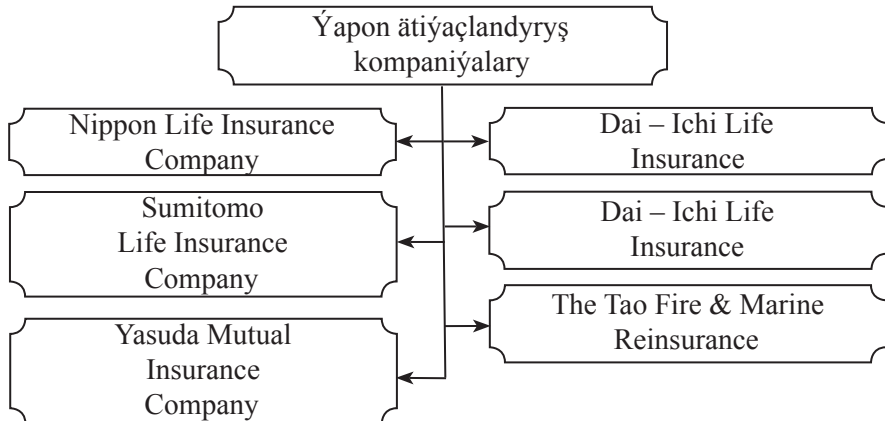 Ýapon ätiýaçlandyryş
kompaniýalary
Nippon Life Insurance
Company
Dai – Ichi Life
Insurance
Sumitomo
Life Insurance
Company
Dai – Ichi Life
Insurance
Yasuda Mutual
Insurance
Company
The Tao Fire & Marine
Reinsurance